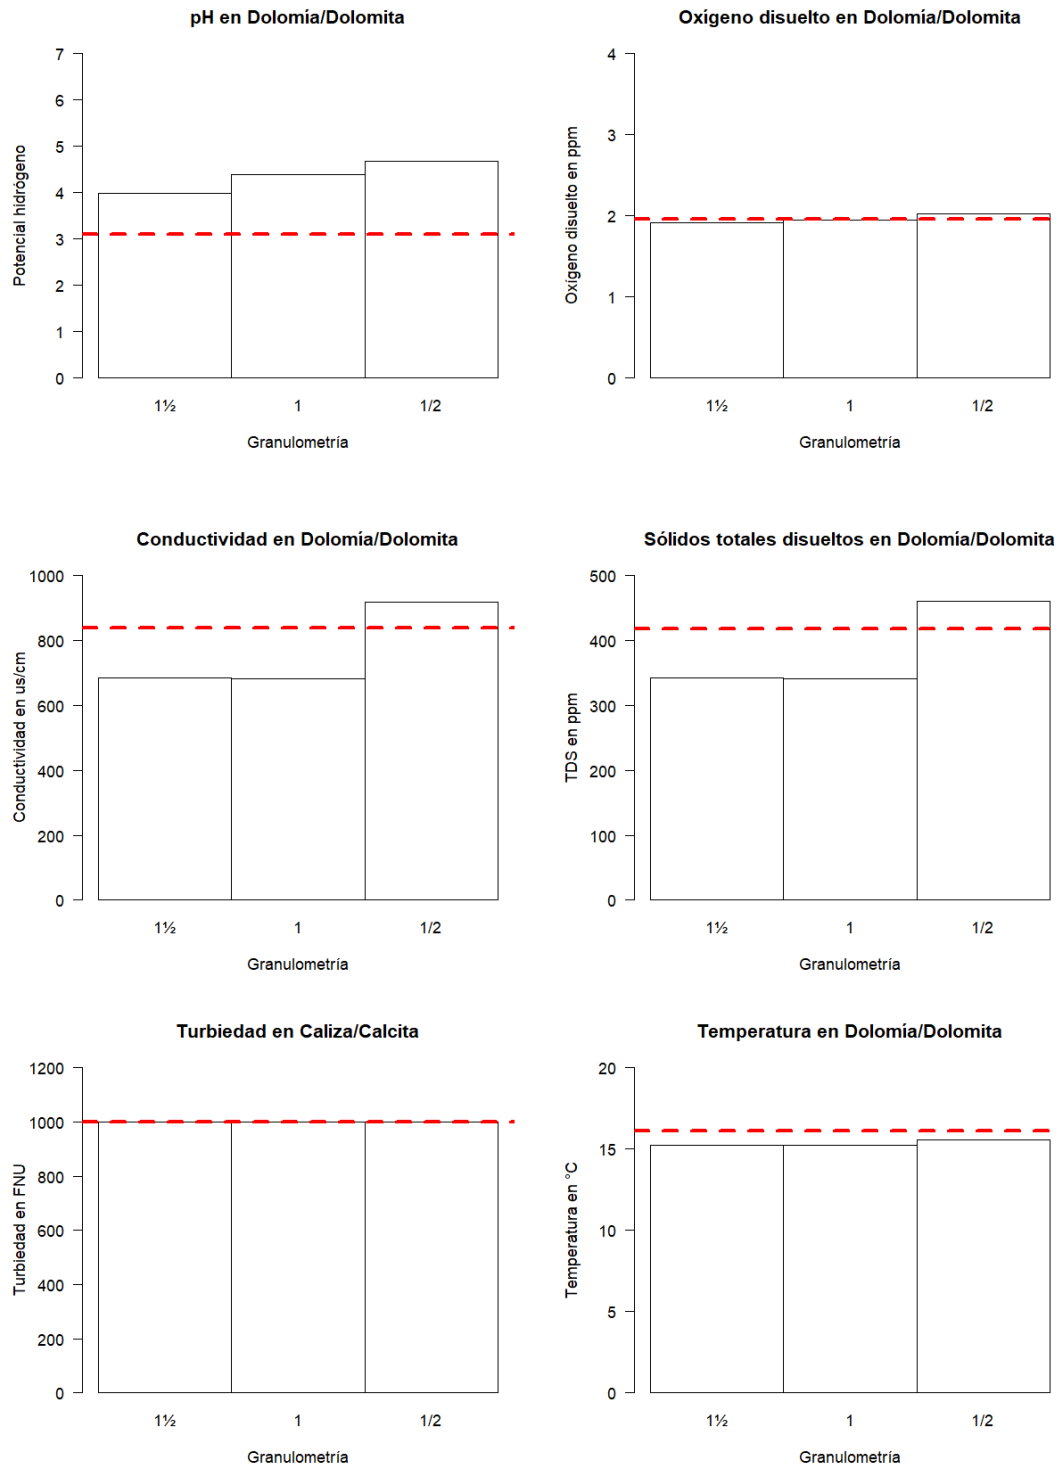 pH en Dolomía/Dolomita
Potencial hidrógeno
7
6
5
4
3
2
1
0
1½ 1 1/2
Granulometría
Oxígeno disuelto en Dolomía/Dolomita
Oxígeno disuelto en ppm
4
3
2
1
0
1½ 1 1/2
Granulometría
Conductividad en Dolomía/Dolomita
Conductividad en us/cm
1000
800
600
400
200
0
1½ 1 1/2
Granulometría
Sólidos totales disueltos en Dolomía/Dolomita
TDS en ppm
500
400
300
200
100
0
1½ 1 1/2
Granulometría
Turbiedad en Caliza/Calcita
Turbiedad en FNU
1200
1000
800
600
400
200
0
1½ 1 1/2
Granulometría
Temperatura en Dolomía/Dolomita
Temperatura en °C
20
15
10
5
0
1½ 1 1/2
Granulometría